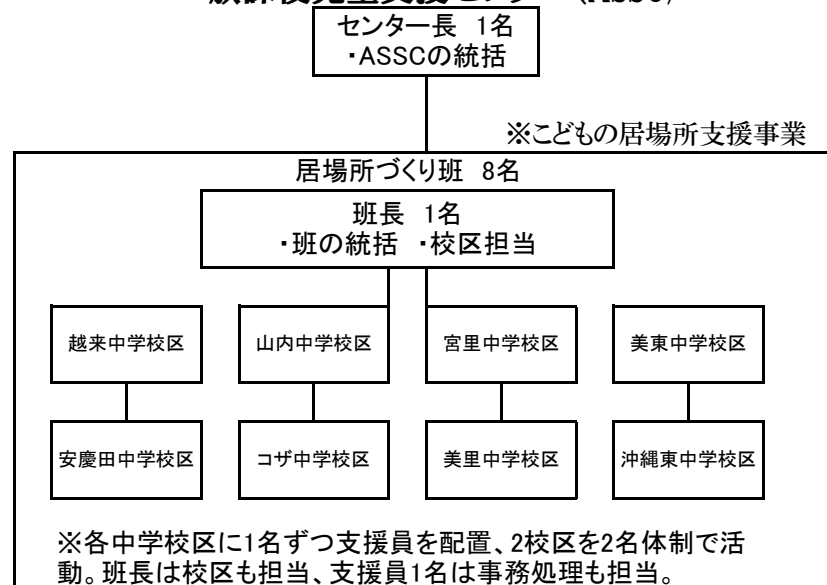 センター長 1名
・ASSCの統括
※こどもの居場所支援事業
居場所づくり班 8名
班長 1名
・班の統括 ・校区担当
越来中学校区
山内中学校区
宮里中学校区
美東中学校区
安慶田中学校区
コザ中学校区
美里中学校区
沖縄東中学校区
※各中学校区に1名ずつ支援員を配置、2校区を2名体制で活
動。班長は校区も担当、支援員1名は事務処理も担当。